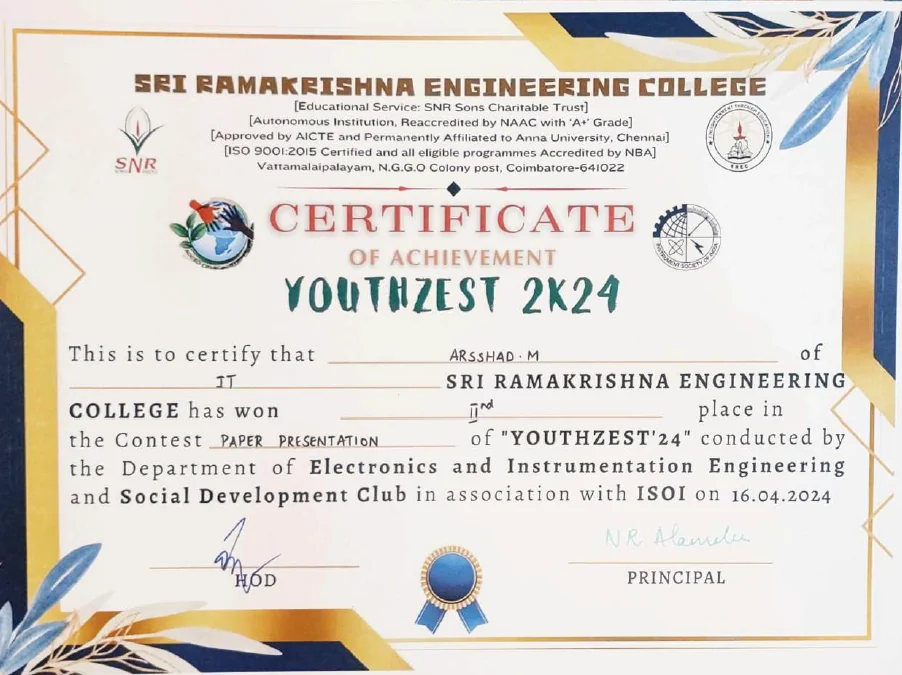 SRI RAMAKRISHNA ENGINEERING COLLEGE
[Educational Service: SNR Sons Charitable Trust]
[Autonomous Institution, Reaccredited by NAAC with 'A+' Grade]
[Approved by AICTE and Permanently Affiliated to Anna University, Chennai]
[ISO 9001:2015 Certified and all eligible programmes Accredited by NBA]
Vattamalaipalayam, N.G.G.O Colony post, Coimbatore-641022
SNR
CERTIFICATE
OF ACHIEVEMENT
YOUTHZEST 2K24
This is to certify that ARSSHAD.M of
IT SRI RAMAKRISHNA ENGINEERING
COLLEGE has won IInd place in
the Contest PAPER PRESENTATION of "YOUTHZEST'24" conducted by
the Department of Electronics and Instrumentation Engineering
and Social Development Club in association with ISOI on 16.04.2024
NR Alamelu
HOD
PRINCIPAL